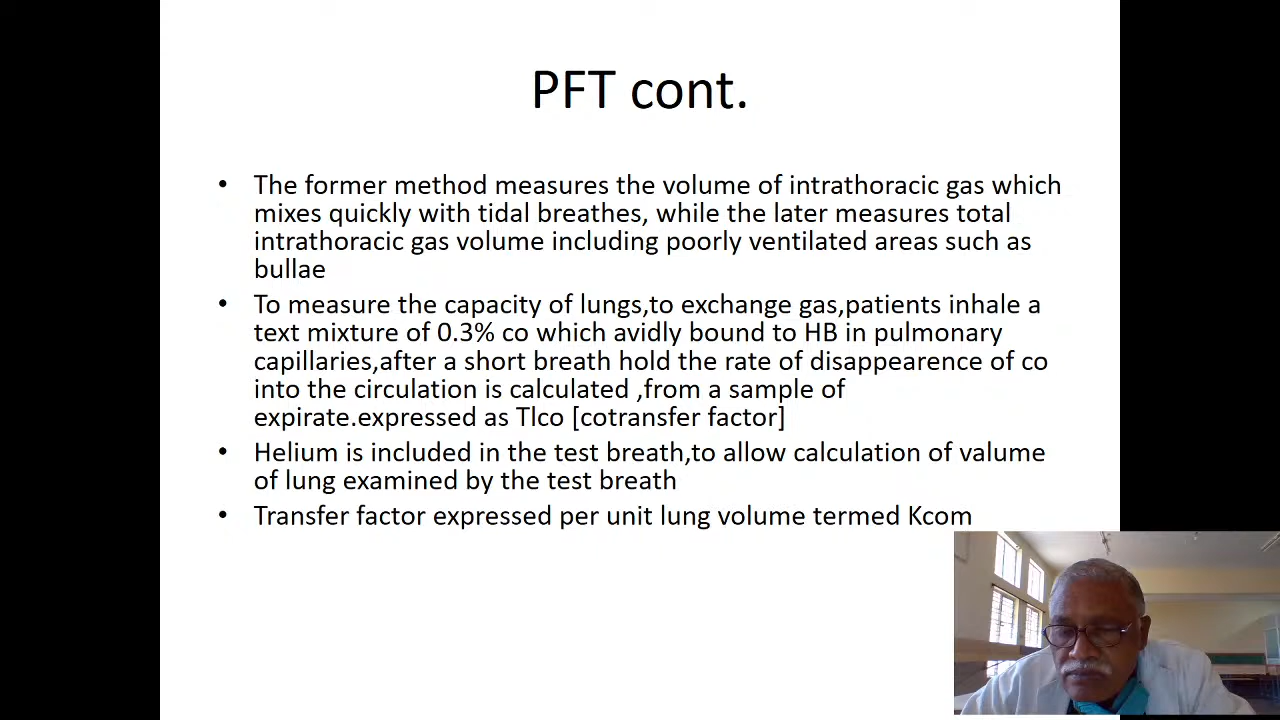 PFT cont.
• The former method measures the volume of intrathoracic gas which
mixes quickly with tidal breathes, while the later measures total
intrathoracic gas volume including poorly ventilated areas such as
bullae
• To measure the capacity of lungs,to exchange gas,patients inhale a
text mixture of 0.3% co which avidly bound to HB in pulmonary
capillaries,after a short breath hold the rate of disappearence of co
into the circulation is calculated ,from a sample of
expirate.expressed as Tlco [cotransfer factor]
• Helium is included in the test breath,to allow calculation of valume
of lung examined by the test breath
• Transfer factor expressed per unit lung volume termed Kcom